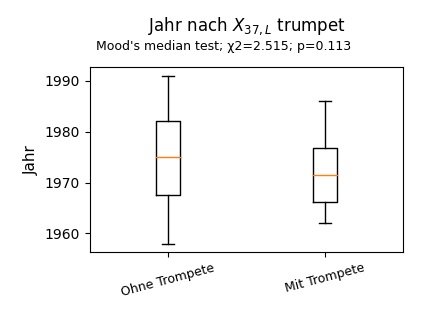 Jahr nach X37,L trumpet
Mood's median test; χ2=2.515; p=0.113
1990
1980
1970
1960
Jahr
Ohne Trompete
Mit Trompete